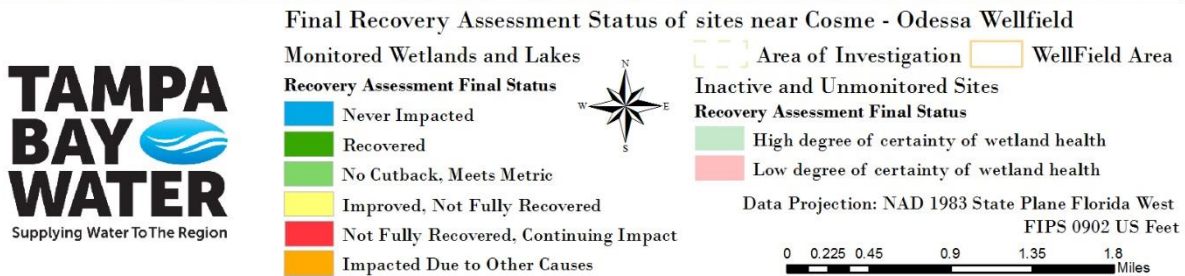 Final Recovery Assessment Status of sites near Cosme - Odessa Wellfield
TAMPA
BAY
WATER
Supplying Water To The Region
Monitored Wetlands and Lakes
Recovery Assessment Final Status
Never Impacted
Recovered
No Cutback, Meets Metric
Improved, Not Fully Recovered
Not Fully Recovered, Continuing Impact
Impacted Due to Other Causes
N
W E
S
Area of Investigation WellField Area
Inactive and Unmonitored Sites
Recovery Assessment Final Status
High degree of certainty of wetland health
Low degree of certainty of wetland health
Data Projection: NAD 1983 State Plane Florida West
FIPS 0902 US Feet
0 0.225 0.45 0.9 1.35 1.8
Miles